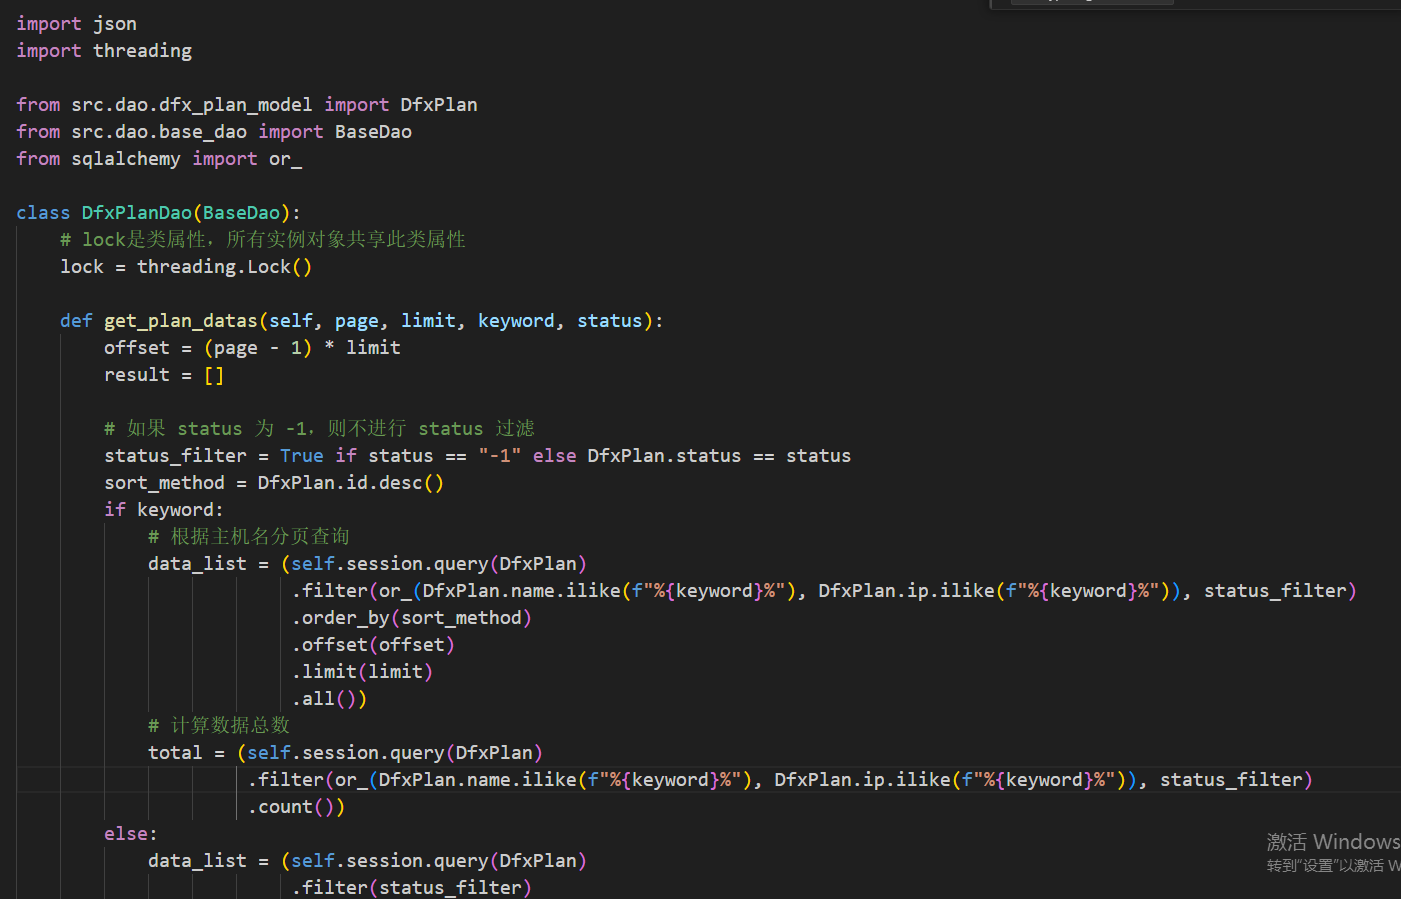 import json
import threading
from src.dao.dfx_plan_model import DfxPlan
from src.dao.base_dao import BaseDao
from sqlalchemy import or_
class DfxPlanDao(BaseDao):
# lock是类属性，所有实例对象共享此类属性
lock = threading.Lock()
def get_plan_datas(self, page, limit, keyword, status):
offset = (page - 1) * limit
result = []
# 如果 status 为 -1，则不进行 status 过滤
status_filter = True if status == "-1" else DfxPlan.status == status
sort_method = DfxPlan.id.desc()
if keyword:
# 根据主机名分页查询
data_list = (self.session.query(DfxPlan)
.filter(or_(DfxPlan.name.ilike(f"%{keyword}%"), DfxPlan.ip.ilike(f"%{keyword}%")), status_filter)
.order_by(sort_method)
.offset(offset)
.limit(limit)
.all())
# 计算数据总数
total = (self.session.query(DfxPlan)
.filter(or_(DfxPlan.name.ilike(f"%{keyword}%"), DfxPlan.ip.ilike(f"%{keyword}%")), status_filter)
.count())
else:
data_list = (self.session.query(DfxPlan)
.filter(status_filter)
激活 Windows
转到"设置"以激活 W